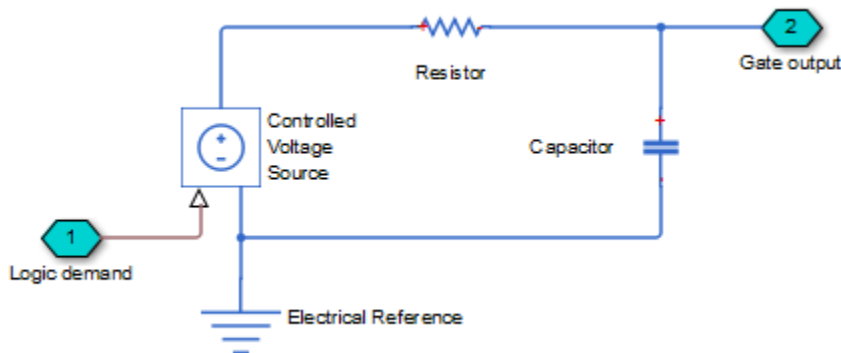 2
Gate output
Resistor
Controlled
Voltage
Source
Capacitor
1
Logic demand
Electrical Reference